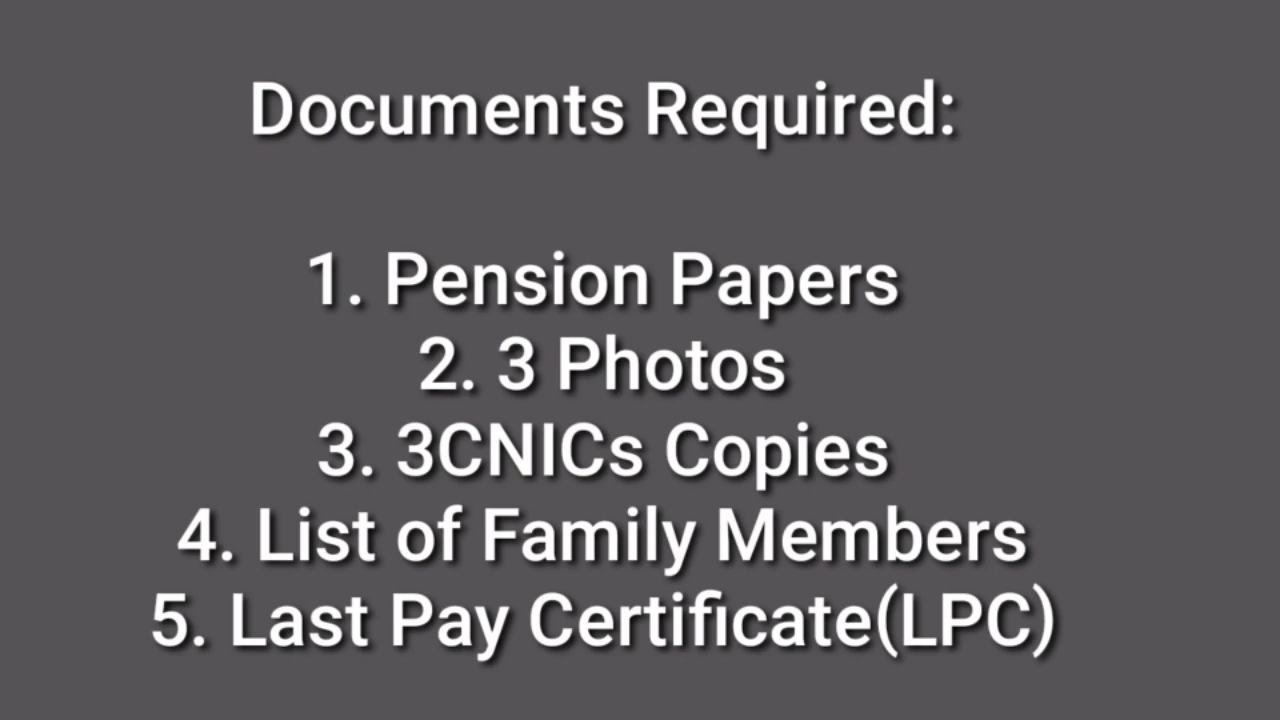 Documents Required:
1. Pension Papers
2. 3 Photos
3. 3CNICs Copies
4. List of Family Members
5. Last Pay Certificate(LPC)